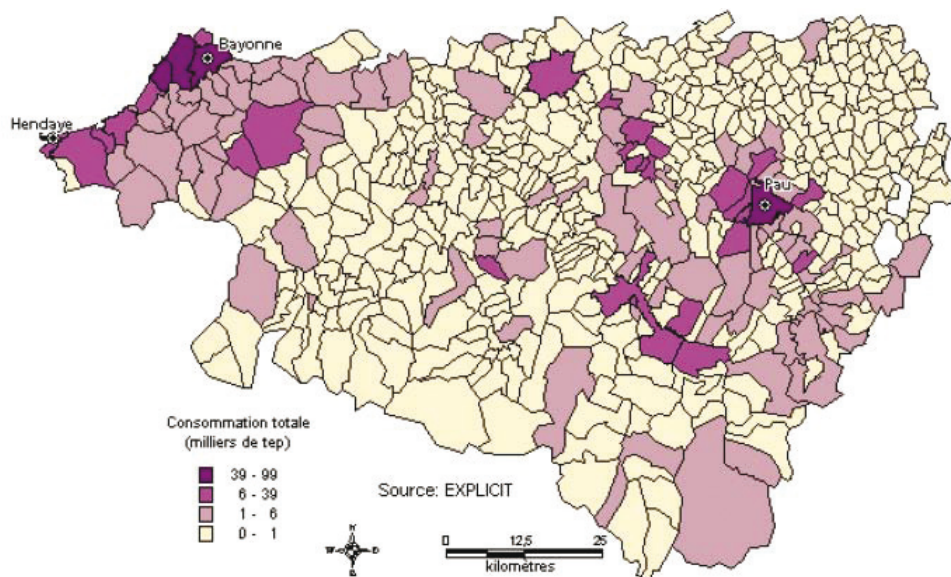 Bayonne
Hendaye
Pau
Consommation totale
(milliers de tep)
39 - 99
6 - 39
1 - 6
0 - 1
Source: EXPLICIT
0 12,5 25
kilomètres